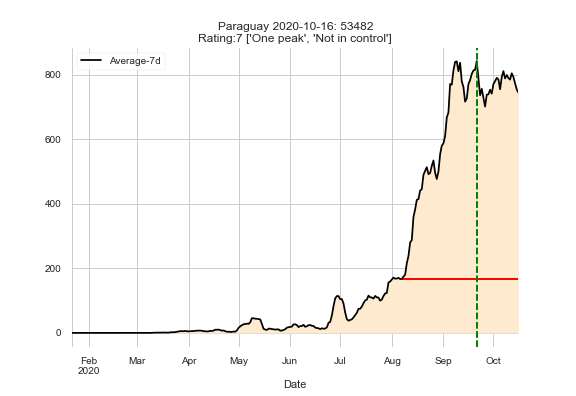 Paraguay 2020-10-16: 53482
Rating:7 ['One peak', 'Not in control']
Average-7d
800
600
400
200
0
Feb Mar Apr May Jun Jul Aug Sep Oct
2020
Date